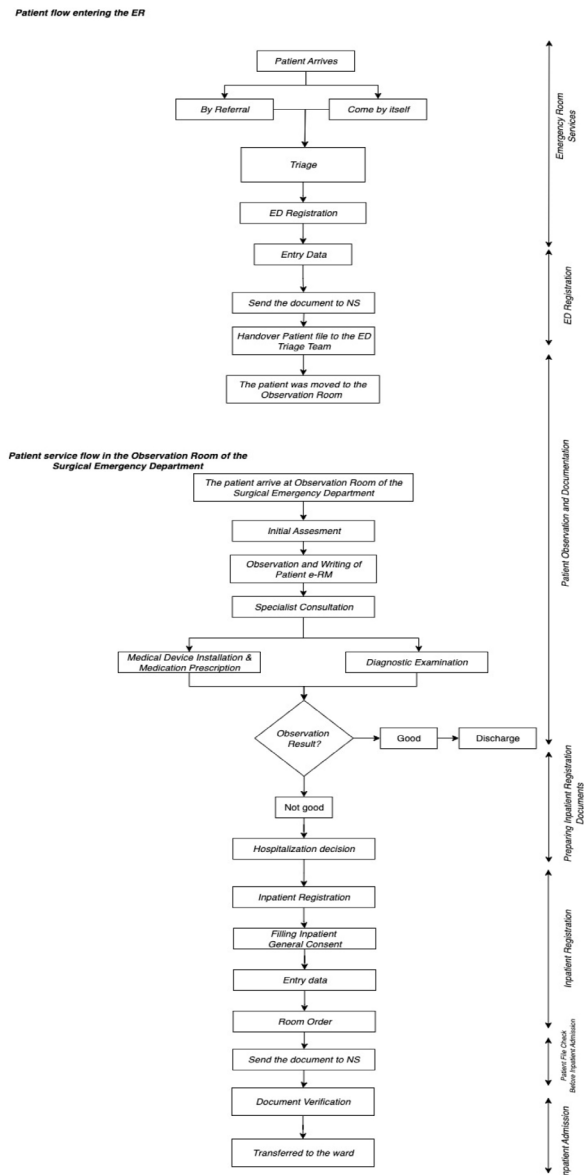 Patient flow entering the ER
Patient Arrives
By Referral
Come by itself
Triage
ED Registration
Entry Data
Send the document to NS
Handover Patient file to the ED
Triage Team
The patient was moved to the
Observation Room
Emergency Room
Services
ED Registration
Patient service flow in the Observation Room of the
Surgical Emergency Department
The patient arrive at Observation Room of the
Surgical Emergency Department
Initial Assesment
Observation and Writing of
Patient e-RM
Specialist Consultation
Medical Device Installation &
Medication Prescription
Diagnostic Examination
Observation
Result?
Good
Discharge
Patient Observation and Documentation
Not good
Hospitalization decision
Preparing Inpatient Registration
Documents
Inpatient Registration
Filling Inpatient
General Consent
Entry data
Room Order
Inpatient Registration
Send the document to NS
Patient File Check
Before Inpatient Admission
Document Verification
Transferred to the ward
npatient Admission